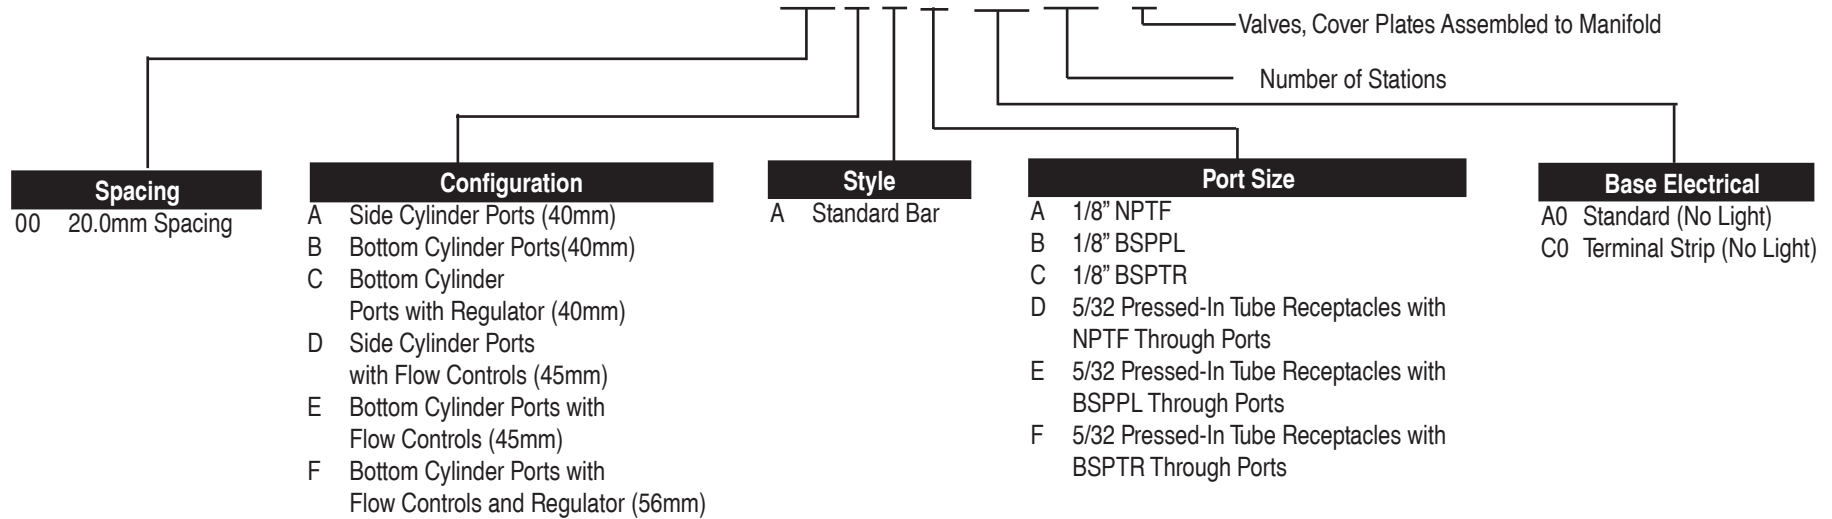 Valves, Cover Plates Assembled to Manifold
Number of Stations
Spacing
00 20.0mm Spacing
Configuration
A Side Cylinder Ports (40mm)
B Bottom Cylinder Ports(40mm)
C Bottom Cylinder
Ports with Regulator (40mm)
D Side Cylinder Ports
with Flow Controls (45mm)
E Bottom Cylinder Ports with
Flow Controls (45mm)
F Bottom Cylinder Ports with
Flow Controls and Regulator (56mm)
Style
A Standard Bar
Port Size
A 1/8” NPTF
B 1/8” BSPPL
C 1/8” BSPTR
D 5/32 Pressed-In Tube Receptacles with
NPTF Through Ports
E 5/32 Pressed-In Tube Receptacles with
BSPPL Through Ports
F 5/32 Pressed-In Tube Receptacles with
BSPTR Through Ports
Base Electrical
A0 Standard (No Light)
C0 Terminal Strip (No Light)